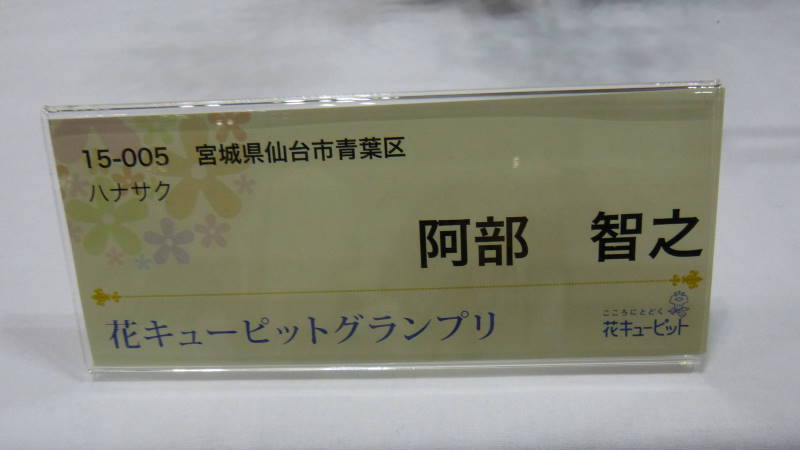 15-005　宮城県仙台市青葉区
ハナサク
阿部　智之
花キューピットグランプリ
こころにとどく
花キューピット